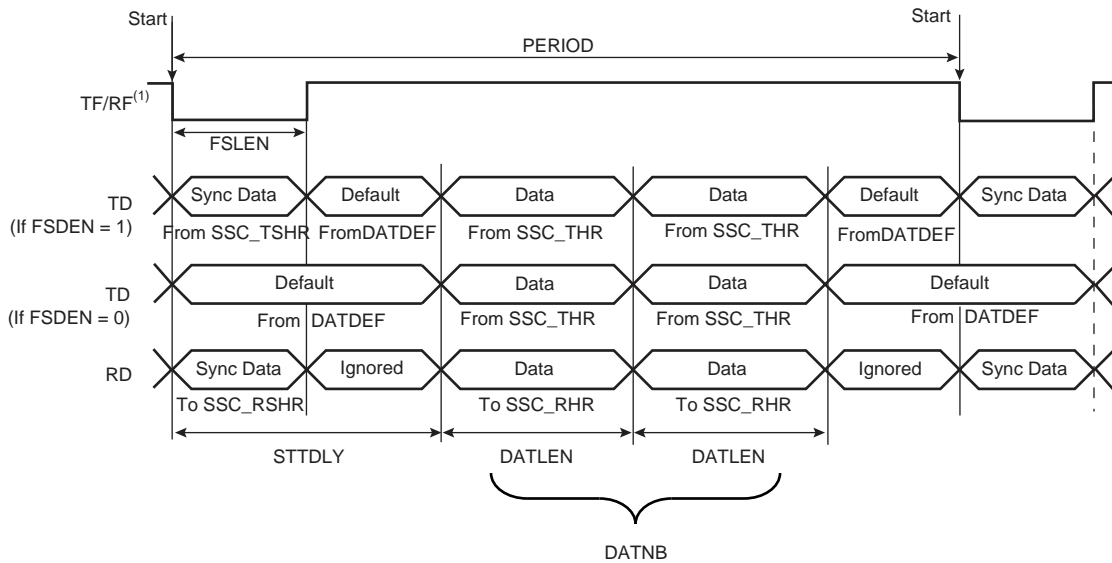 Start Start
PERIOD
TF/RF(1)
FSLEN
TD
(If FSDEN = 1)
Sync Data Default Data Data Default Sync Data
From SSC_TSHR FromDATDEF From SSC_THR From SSC_THR FromDATDEF
TD
(If FSDEN = 0)
Default Data Data Default
From DATDEF From SSC_THR From SSC_THR From DATDEF
RD
Sync Data Ignored Data Data Ignored Sync Data
To SSC_RSHR To SSC_RHR To SSC_RHR
STTDLY DATLEN DATLEN
DATNB